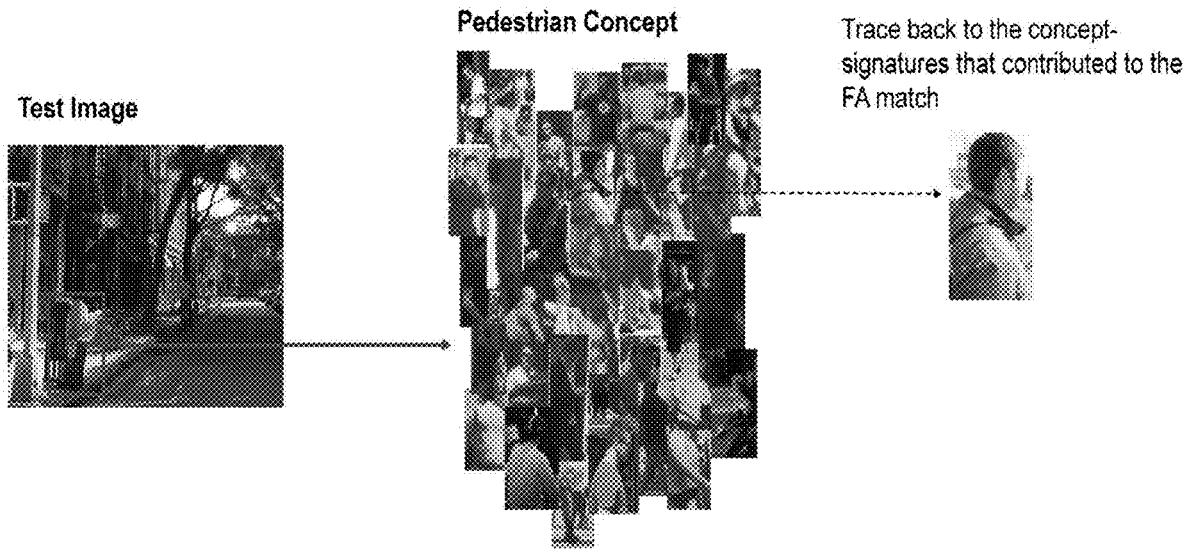 Pedestrian Concept
Trace back to the concept-
signatures that contributed to the
FA match
Test Image